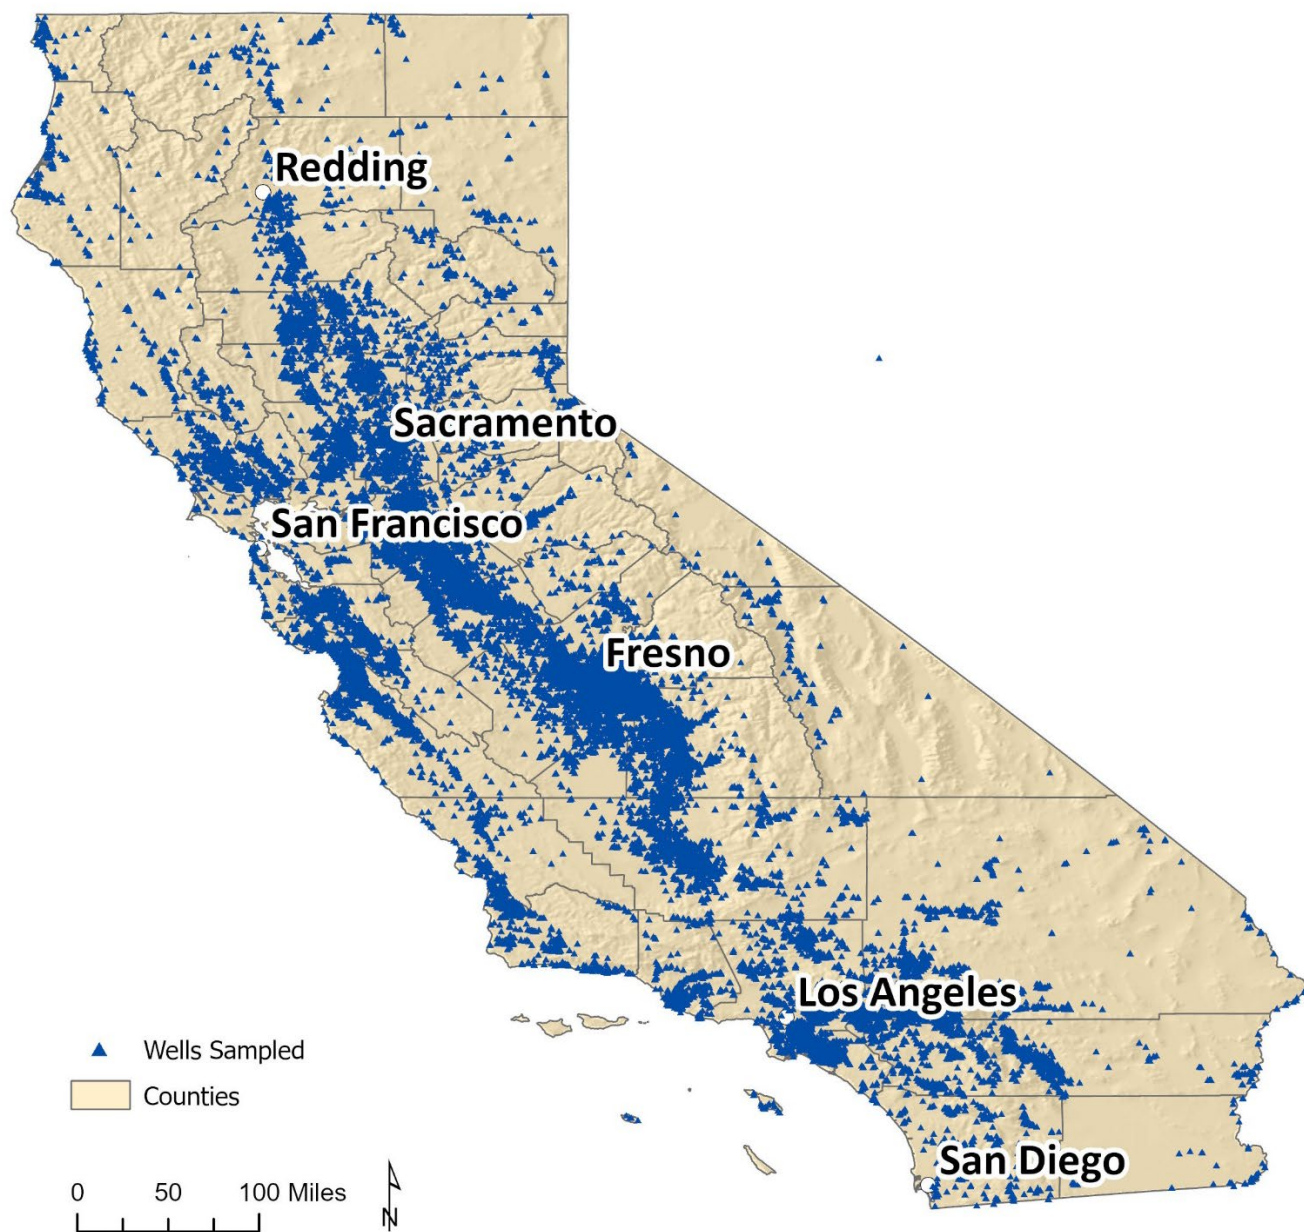 Redding
Sacramento
San Francisco
Fresno
Los Angeles
San Diego
Wells Sampled
Counties
0 50 100 Miles
N